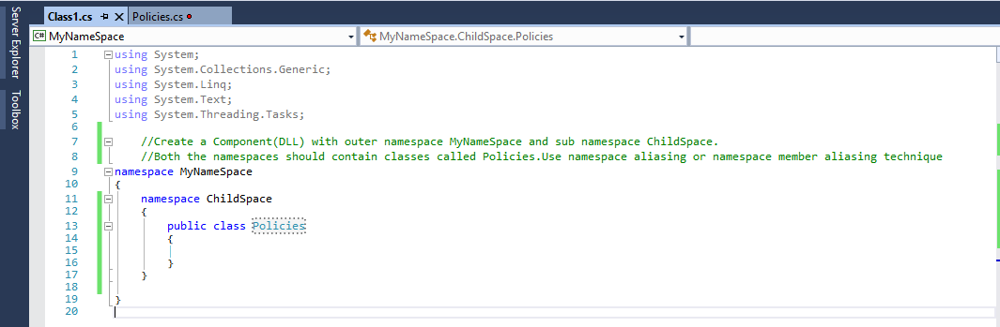 Server Explorer
Toolbox
Class1.cs
Policies.cs
C# MyNameSpace
MyNameSpace.ChildSpace.Policies
1 using System;
2 using System.Collections.Generic;
3 using System.Linq;
4 using System.Text;
5 using System.Threading.Tasks;
6
7 //Create a Component(DLL) with outer namespace MyNameSpace and sub namespace ChildSpace.
8 //Both the namespaces should contain classes called Policies.Use namespace aliasing or namespace member aliasing technique
9 namespace MyNameSpace
10 {
11 namespace ChildSpace
12 {
13 public class Policies
14 {
15
16 }
17 }
18
19 }
20